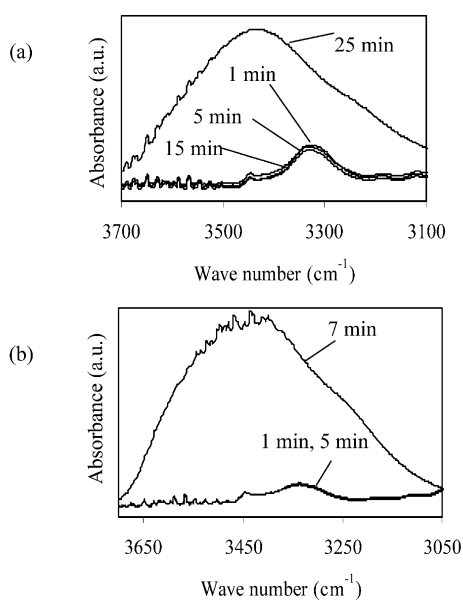 (a)
Absorbance (a.u.)
25 min
1 min
5 min
15 min
3700 3500 3300 3100
Wave number (cm⁻¹)
(b)
Absorbance (a.u.)
7 min
1 min, 5 min
3650 3450 3250 3050
Wave number (cm⁻¹)